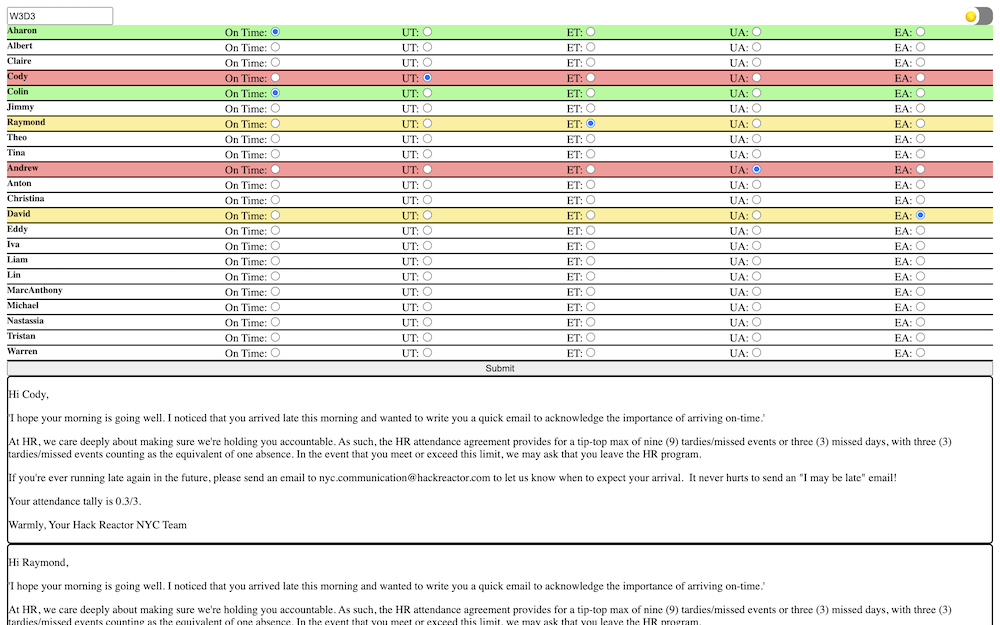 W3D3
Aharon On Time: UT: ET: UA: EA:
Albert On Time: UT: ET: UA: EA:
Claire On Time: UT: ET: UA: EA:
Cody On Time: UT: ET: UA: EA:
Colin On Time: UT: ET: UA: EA:
Jimmy On Time: UT: ET: UA: EA:
Raymond On Time: UT: ET: UA: EA:
Theo On Time: UT: ET: UA: EA:
Tina On Time: UT: ET: UA: EA:
Andrew On Time: UT: ET: UA: EA:
Anton On Time: UT: ET: UA: EA:
Christina On Time: UT: ET: UA: EA:
David On Time: UT: ET: UA: EA:
Eddy On Time: UT: ET: UA: EA:
Iva On Time: UT: ET: UA: EA:
Liam On Time: UT: ET: UA: EA:
Lin On Time: UT: ET: UA: EA:
MarcAnthony On Time: UT: ET: UA: EA:
Michael On Time: UT: ET: UA: EA:
Nastassia On Time: UT: ET: UA: EA:
Tristan On Time: UT: ET: UA: EA:
Warren On Time: UT: ET: UA: EA:
Submit
Hi Cody,
'I hope your morning is going well. I noticed that you arrived late this morning and wanted to write you a quick email to acknowledge the importance of arriving on-time.'
At HR, we care deeply about making sure we're holding you accountable. As such, the HR attendance agreement provides for a tip-top max of nine (9) tardies/missed events or three (3) missed days, with three (3)
tardies/missed events counting as the equivalent of one absence. In the event that you meet or exceed this limit, we may ask that you leave the HR program.
If you're ever running late again in the future, please send an email to nyc.communication@hackreactor.com to let us know when to expect your arrival. It never hurts to send an "I may be late" email!
Your attendance tally is 0.3/3.
Warmly, Your Hack Reactor NYC Team
Hi Raymond,
'I hope your morning is going well. I noticed that you arrived late this morning and wanted to write you a quick email to acknowledge the importance of arriving on-time.'
At HR, we care deeply about making sure we're holding you accountable. As such, the HR attendance agreement provides for a tip-top max of nine (9) tardies/missed events or three (3) missed days, with three (3)
tardies/missed events counting as the equivalent of one absence. In the event that you meet or exceed this limit, we may ask that you leave the HR program.